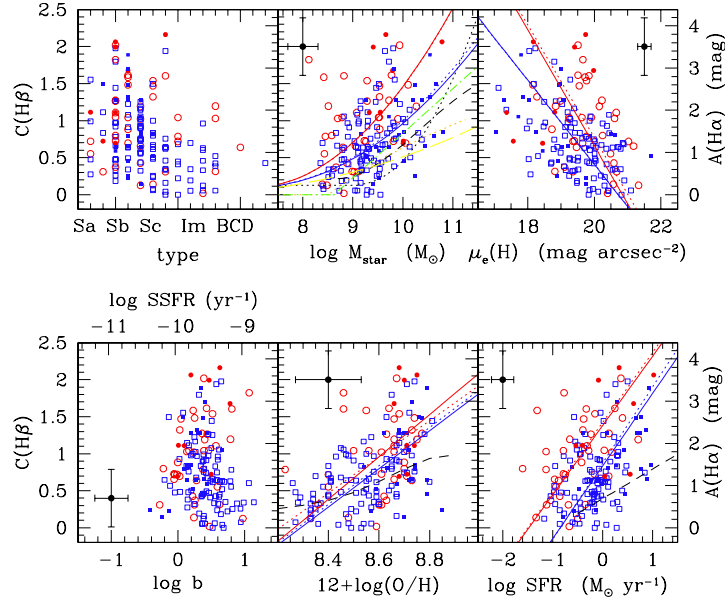 2.5
2
1.5
1
0.5
0
C(Hβ)
4
3
2
1
0
A(Hα) (mag)
Sa Sb Sc Im BCD
type
8 9 10 11
log M_star (M_⊙)
18 20 22
μ_e(H) (mag arcsec⁻²)
log SSFR (yr⁻¹)
−11 −10 −9
2.5
2
1.5
1
0.5
0
C(Hβ)
4
3
2
1
0
A(Hα) (mag)
−1 0 1
log b
8.4 8.6 8.8
12+log(O/H)
−2 −1 0 1
log SFR (M_⊙ yr⁻¹)